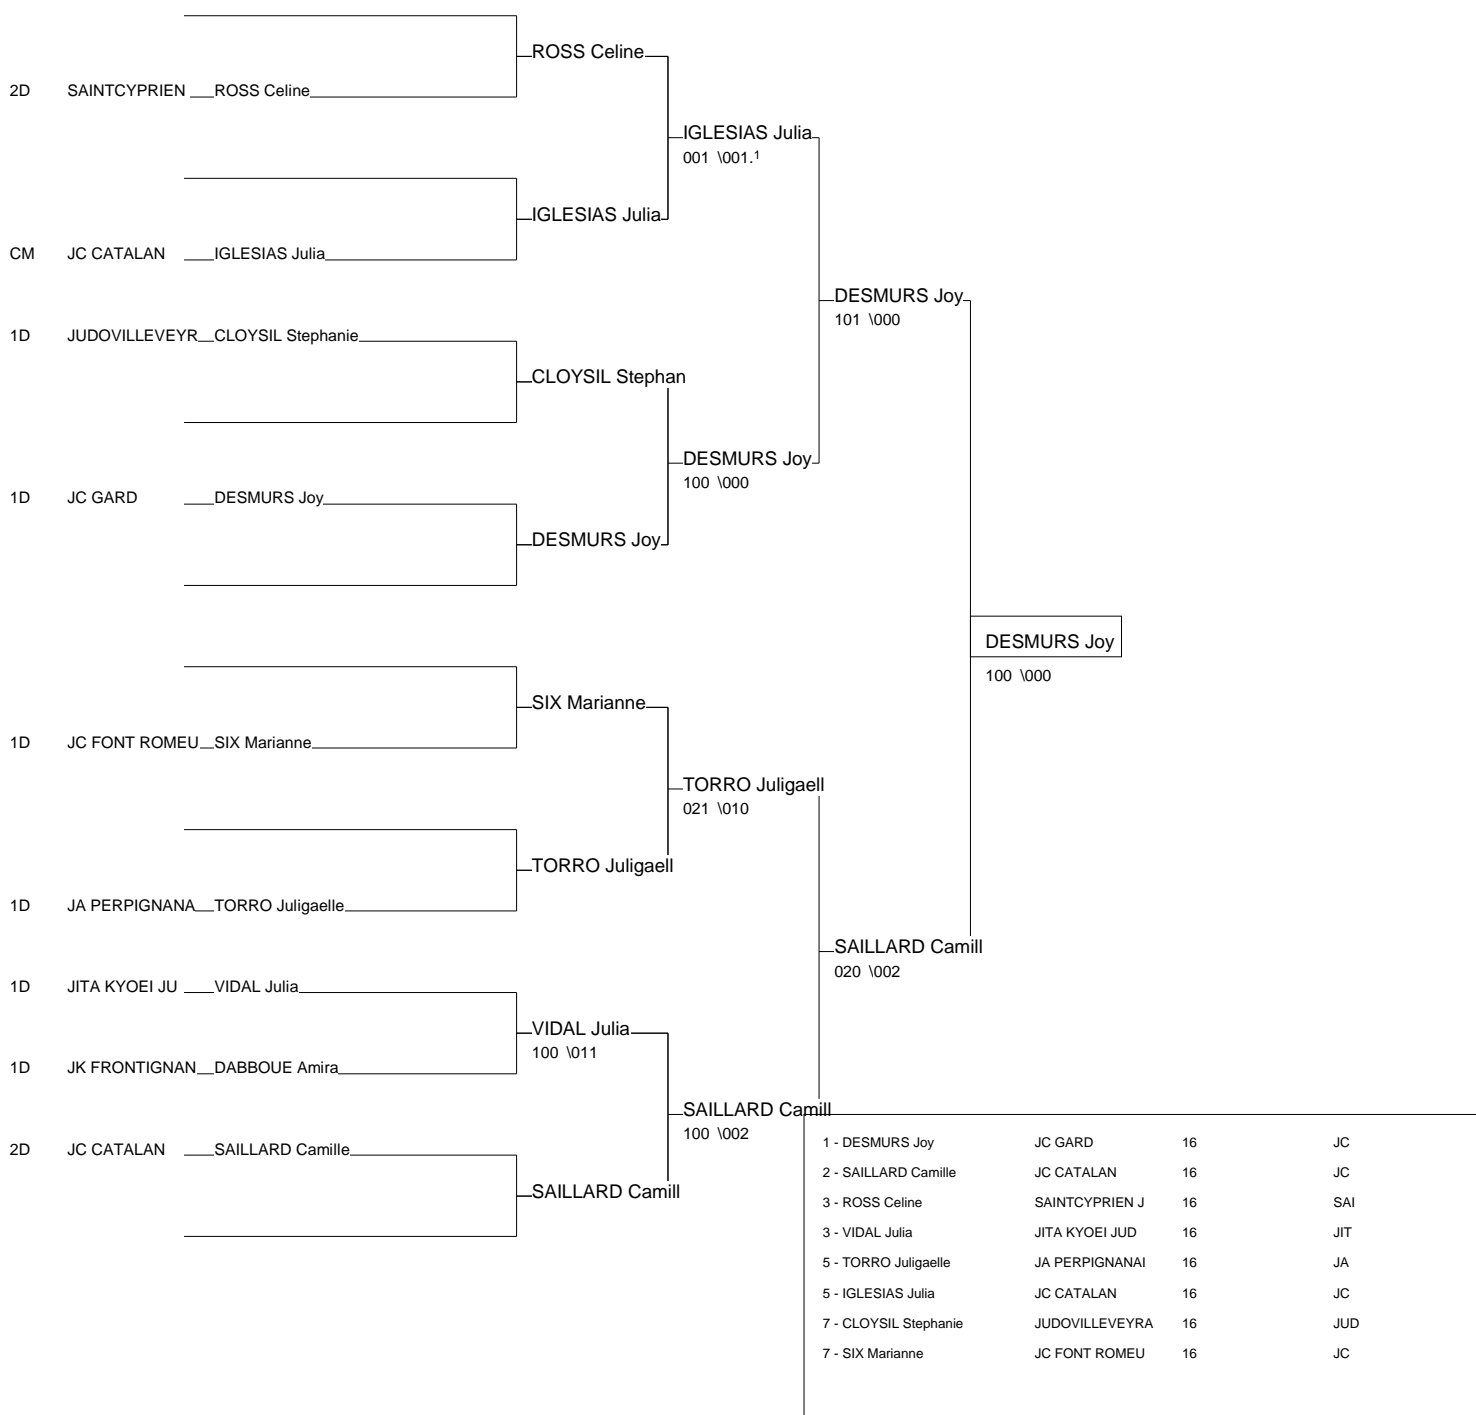 ROSS Celine
2D SAINTCYPRIEN ROSS Celine
IGLESIAS Julia
001 \001.1
IGLESIAS Julia
CM JC CATALAN IGLESIAS Julia
DESMURS Joy
101 \000
1D JUDOVILLEVEYR CLOYSIL Stephanie
CLOYSIL Stephan
DESMURS Joy
100 \000
1D JC GARD DESMURS Joy
DESMURS Joy
DESMURS Joy
100 \000
SIX Marianne
1D JC FONT ROMEU SIX Marianne
TORRO Juligaell
021 \010
TORRO Juligaell
1D JA PERPIGNANA TORRO Juligaelle
SAILLARD Camill
020 \002
1D JITA KYOEI JU VIDAL Julia
VIDAL Julia
100 \011
1D JK FRONTIGNAN DABBOUE Amira
SAILLARD Camill
100 \002
2D JC CATALAN SAILLARD Camille
SAILLARD Camill
1 - DESMURS Joy JC GARD 16 JC
2 - SAILLARD Camille JC CATALAN 16 JC
3 - ROSS Celine SAINTCYPRIEN J 16 SAI
3 - VIDAL Julia JITA KYOEI JUD 16 JIT
5 - TORRO Juligaelle JA PERPIGNANAI 16 JA
5 - IGLESIAS Julia JC CATALAN 16 JC
7 - CLOYSIL Stephanie JUDOVILLEVEYRA 16 JUD
7 - SIX Marianne JC FONT ROMEU 16 JC